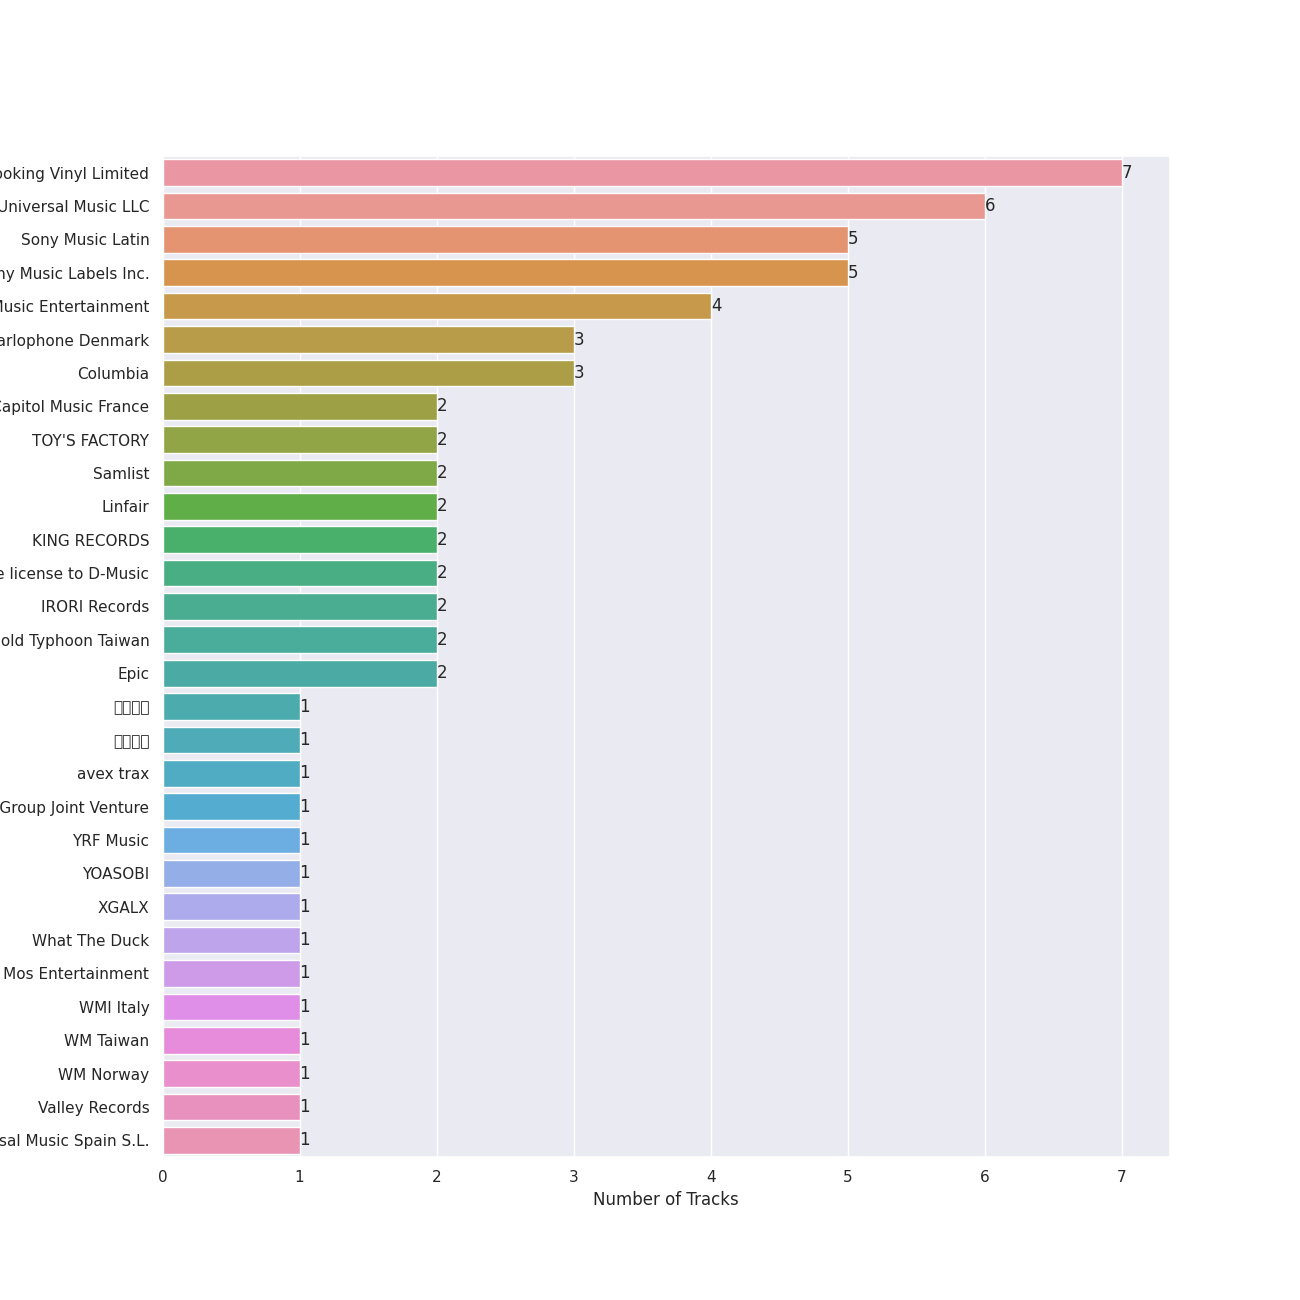 ooking Vinyl Limited 7
Universal Music LLC 6
Sony Music Latin 5
ny Music Labels Inc. 5
Music Entertainment 4
arlophone Denmark 3
Columbia 3
Capitol Music France 2
TOY'S FACTORY 2
Samlist 2
Linfair 2
KING RECORDS 2
e license to D-Music 2
IRORI Records 2
old Typhoon Taiwan 2
Epic 2
1
1
avex trax 1
Group Joint Venture 1
YRF Music 1
YOASOBI 1
XGALX 1
What The Duck 1
Mos Entertainment 1
WMI Italy 1
WM Taiwan 1
WM Norway 1
Valley Records 1
sal Music Spain S.L. 1
0 1 2 3 4 5 6 7
Number of Tracks